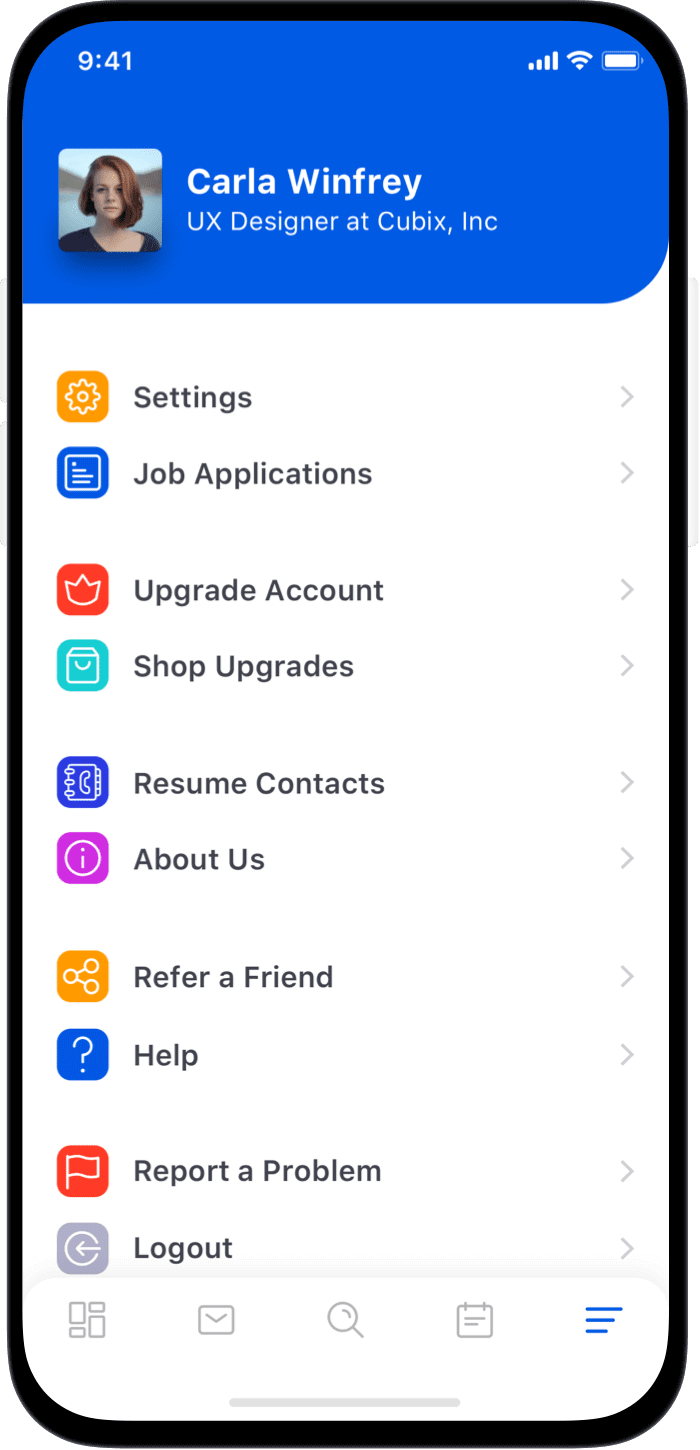 9:41
Carla Winfrey
UX Designer at Cubix, Inc
Settings
Job Applications
Upgrade Account
Shop Upgrades
Resume Contacts
About Us
Refer a Friend
Help
Report a Problem
Logout